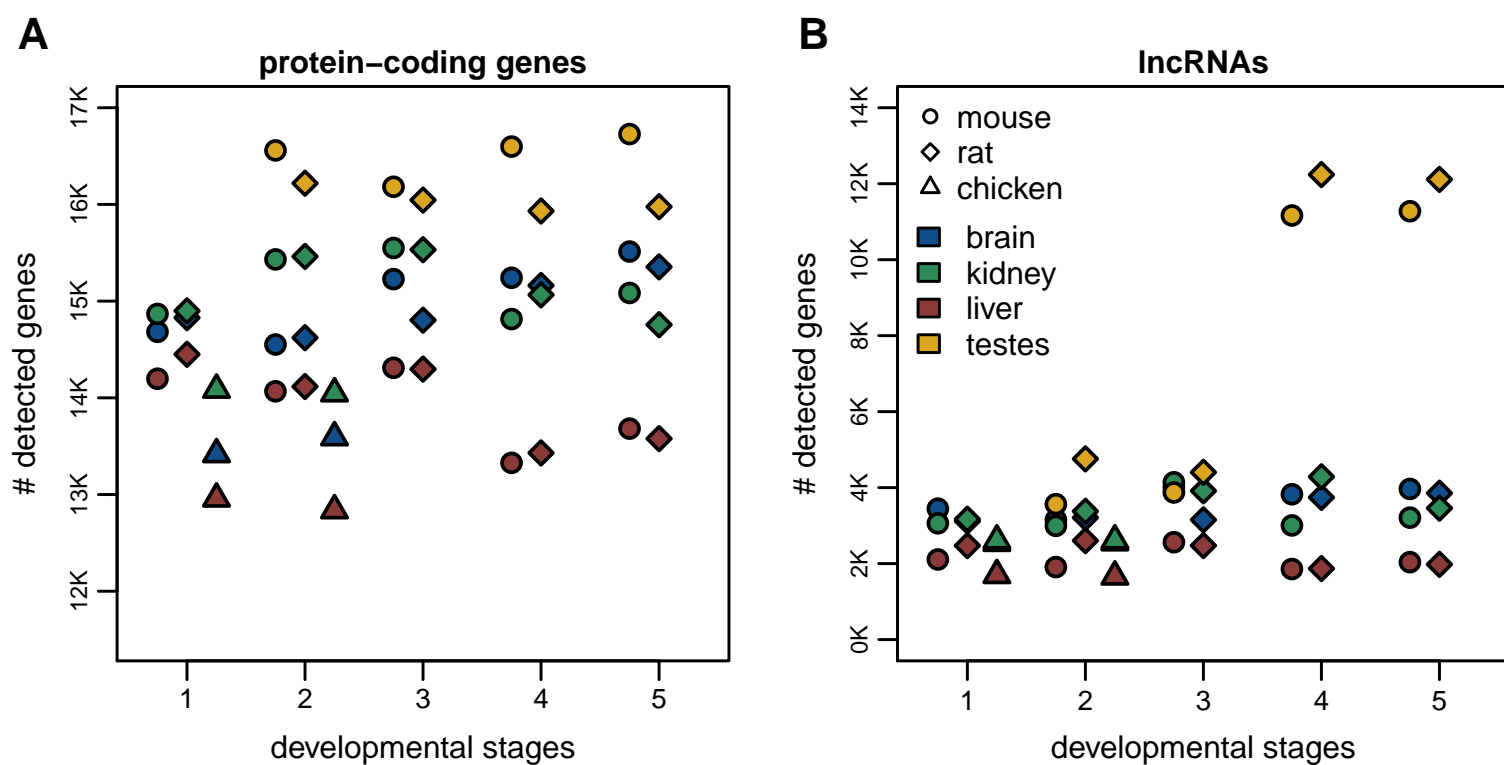 A
protein−coding genes
# detected genes
17K
16K
15K
14K
13K
12K
1 2 3 4 5
developmental stages
B
lncRNAs
# detected genes
14K
12K
10K
8K
6K
4K
2K
0K
mouse
rat
chicken
brain
kidney
liver
testes
1 2 3 4 5
developmental stages